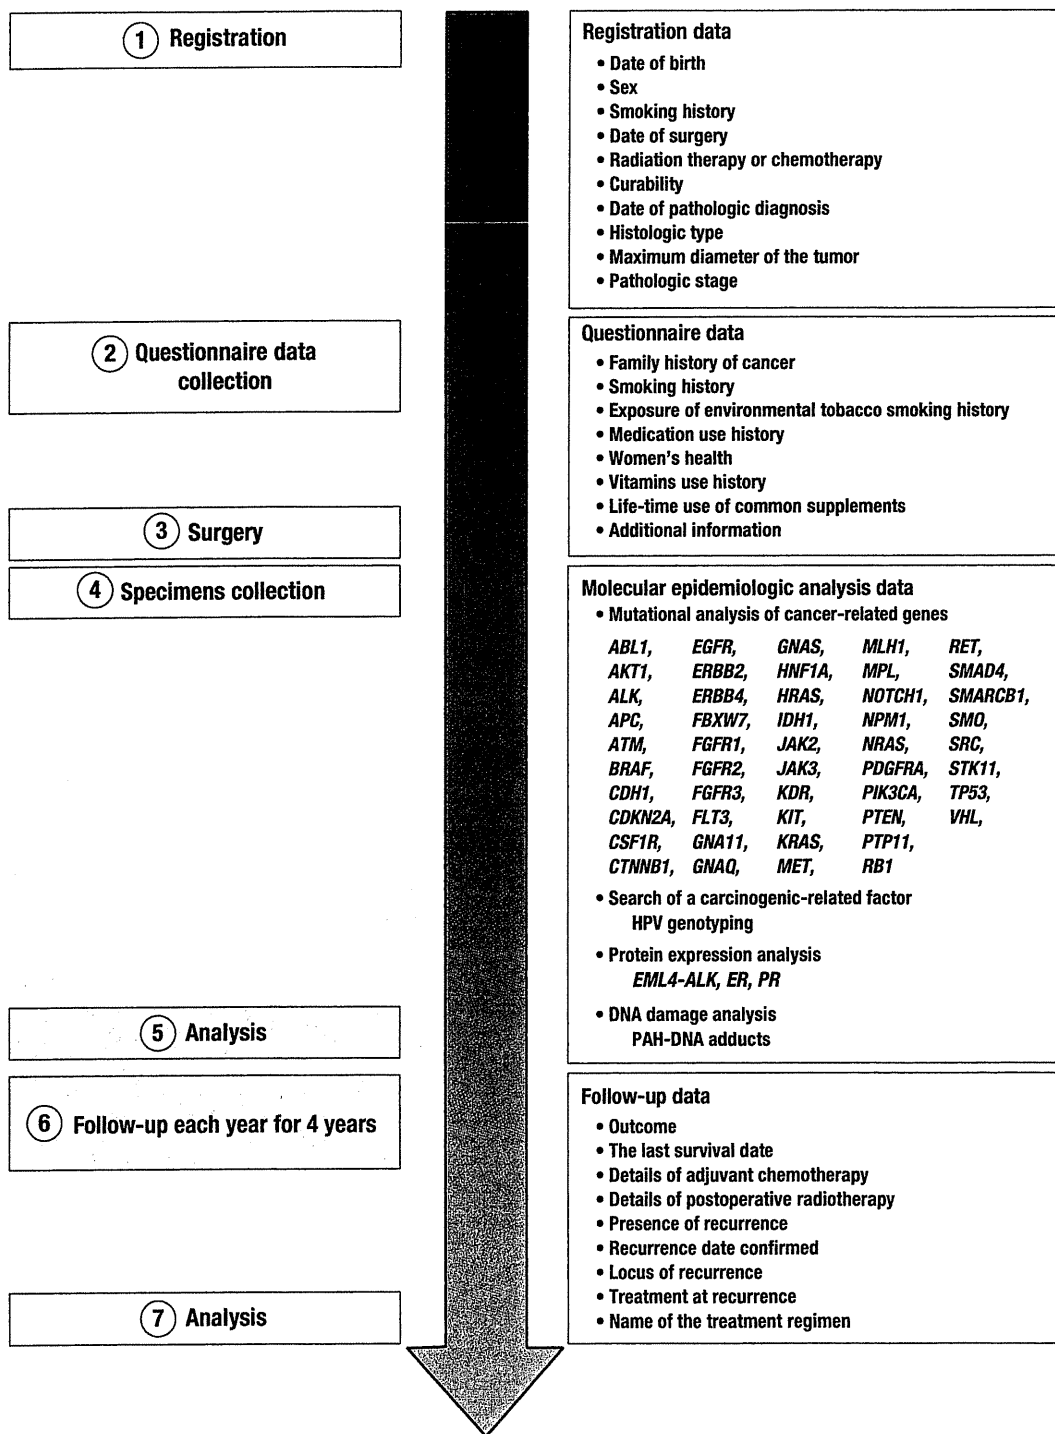 1 Registration
Registration data
• Date of birth
• Sex
• Smoking history
• Date of surgery
• Radiation therapy or chemotherapy
• Curability
• Date of pathologic diagnosis
• Histologic type
• Maximum diameter of the tumor
• Pathologic stage
2 Questionnaire data
collection
Questionnaire data
• Family history of cancer
• Smoking history
• Exposure of environmental tobacco smoking history
• Medication use history
• Women's health
• Vitamins use history
• Life-time use of common supplements
• Additional information
3 Surgery
4 Specimens collection
Molecular epidemiologic analysis data
• Mutational analysis of cancer-related genes
ABL1, EGFR, GNAS, MLH1, RET,
AKT1, ERBB2, HNF1A, MPL, SMAD4,
ALK, ERBB4, HRAS, NOTCH1, SMARCB1,
APC, FBXW7, IDH1, NPM1, SMO,
ATM, FGFR1, JAK2, NRAS, SRC,
BRAF, FGFR2, JAK3, PDGFRA, STK11,
CDH1, FGFR3, KDR, PIK3CA, TP53,
CDKN2A, FLT3, KIT, PTEN, VHL,
CSF1R, GNA11, KRAS, PTP11,
CTNNB1, GNAQ, MET, RB1
• Search of a carcinogenic-related factor
HPV genotyping
• Protein expression analysis
EML4-ALK, ER, PR
• DNA damage analysis
PAH-DNA adducts
5 Analysis
6 Follow-up each year for 4 years
Follow-up data
• Outcome
• The last survival date
• Details of adjuvant chemotherapy
• Details of postoperative radiotherapy
• Presence of recurrence
• Recurrence date confirmed
• Locus of recurrence
• Treatment at recurrence
• Name of the treatment regimen
7 Analysis